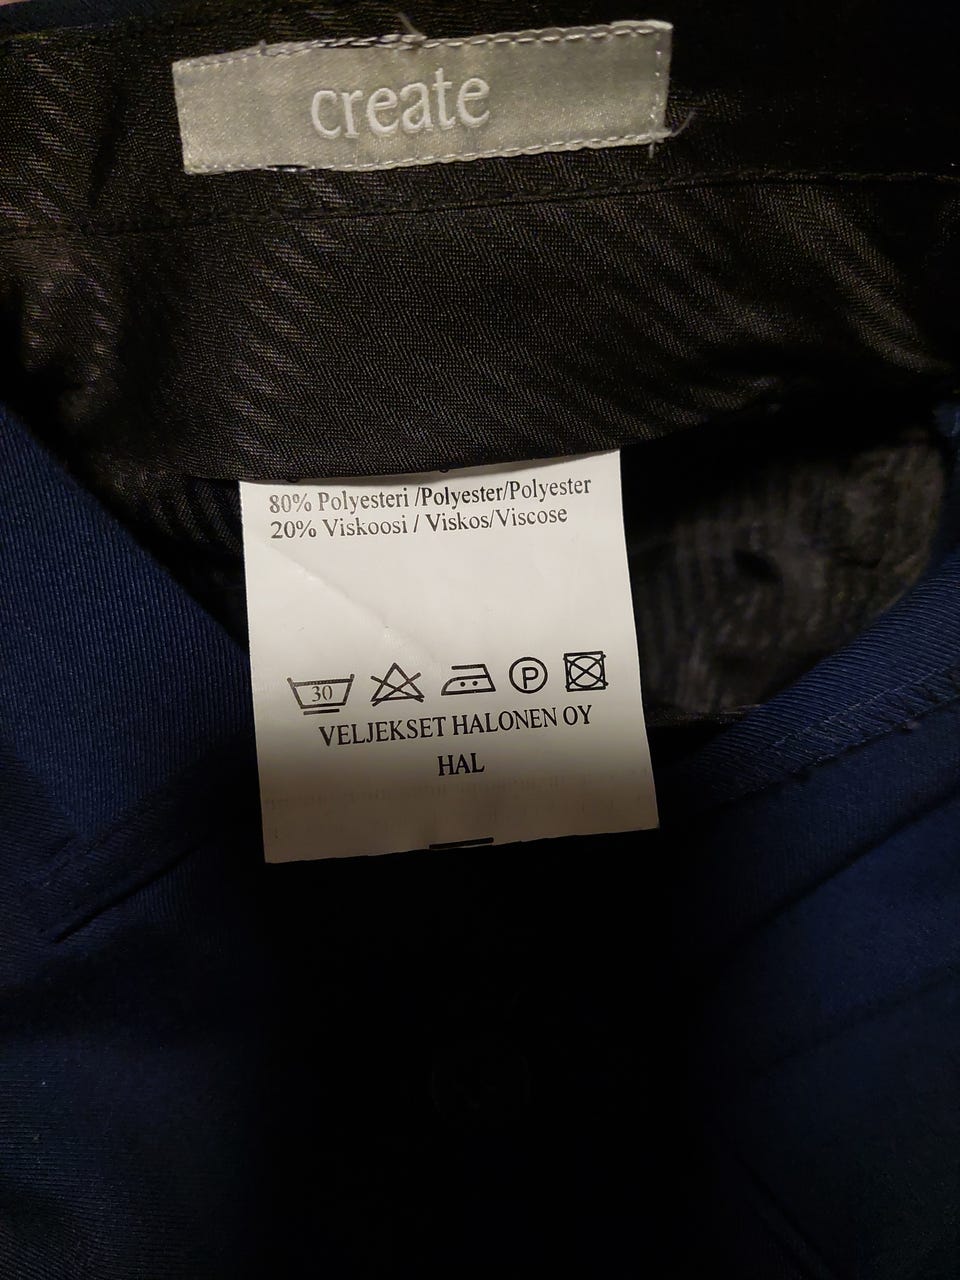 create
80% Polyesteri /Polyester/Polyester
20% Viskoosi / Viskos/Viscose
30 P
VELJEKSET HALONEN OY
HAL